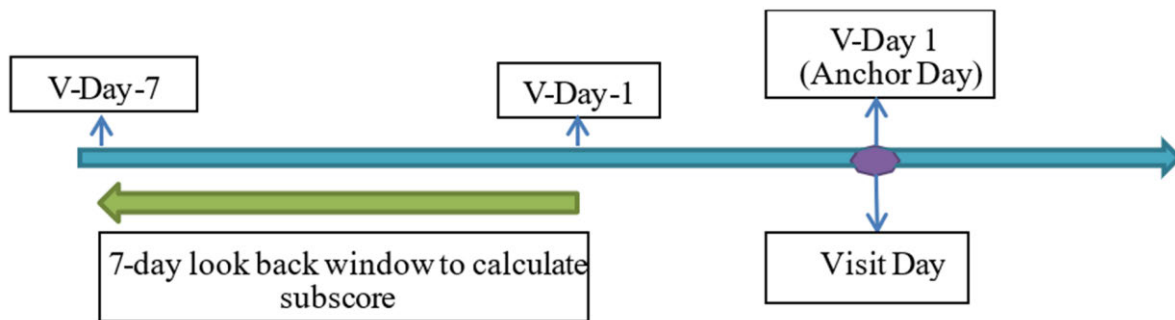 V-Day-7
V-Day-1
V-Day 1
(Anchor Day)
7-day look back window to calculate
subscore
Visit Day